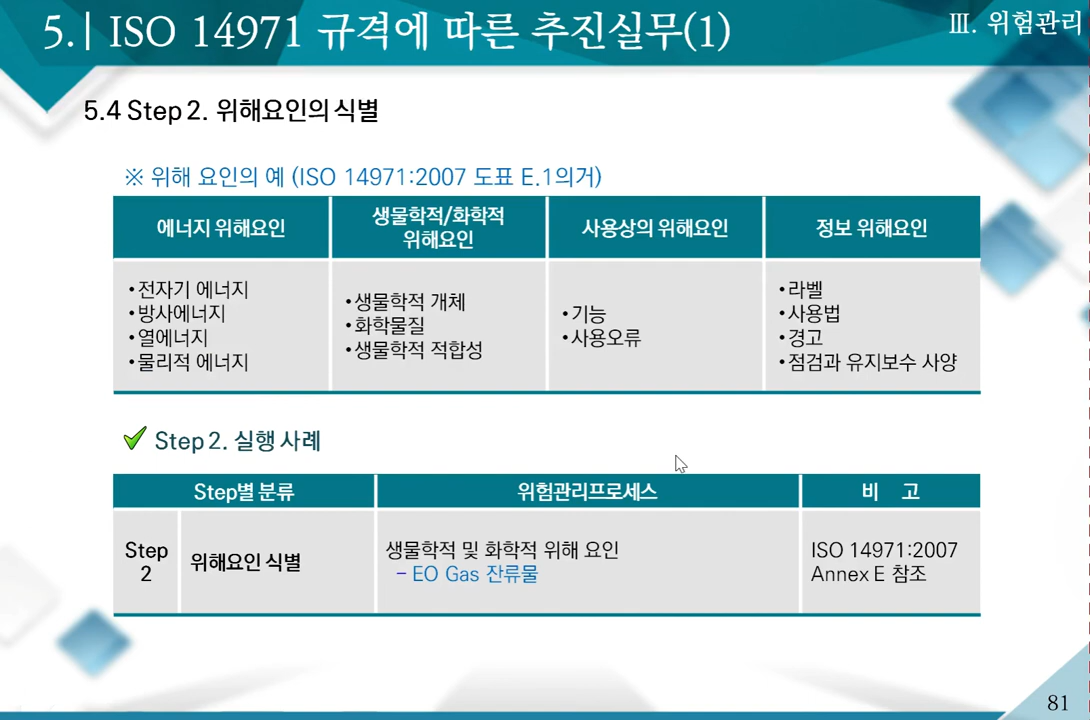 5.| ISO 14971 규격에 따른 추진실무(1)
Ⅲ. 위험관리
5.4 Step 2. 위해요인의 식별
※ 위해 요인의 예 (ISO 14971:2007 도표 E.1의거)
에너지 위해요인
생물학적/화학적
위해요인
사용상의 위해요인
정보 위해요인
•전자기 에너지
•방사에너지
•열에너지
•물리적 에너지
•생물학적 개체
•화학물질
•생물학적 적합성
•기능
•사용오류
•라벨
•사용법
•경고
•점검과 유지보수 사양
Step 2. 실행 사례
Step별 분류
위험관리프로세스
비 고
Step
2
위해요인 식별
생물학적 및 화학적 위해 요인
– EO Gas 잔류물
ISO 14971:2007
Annex E 참조
81